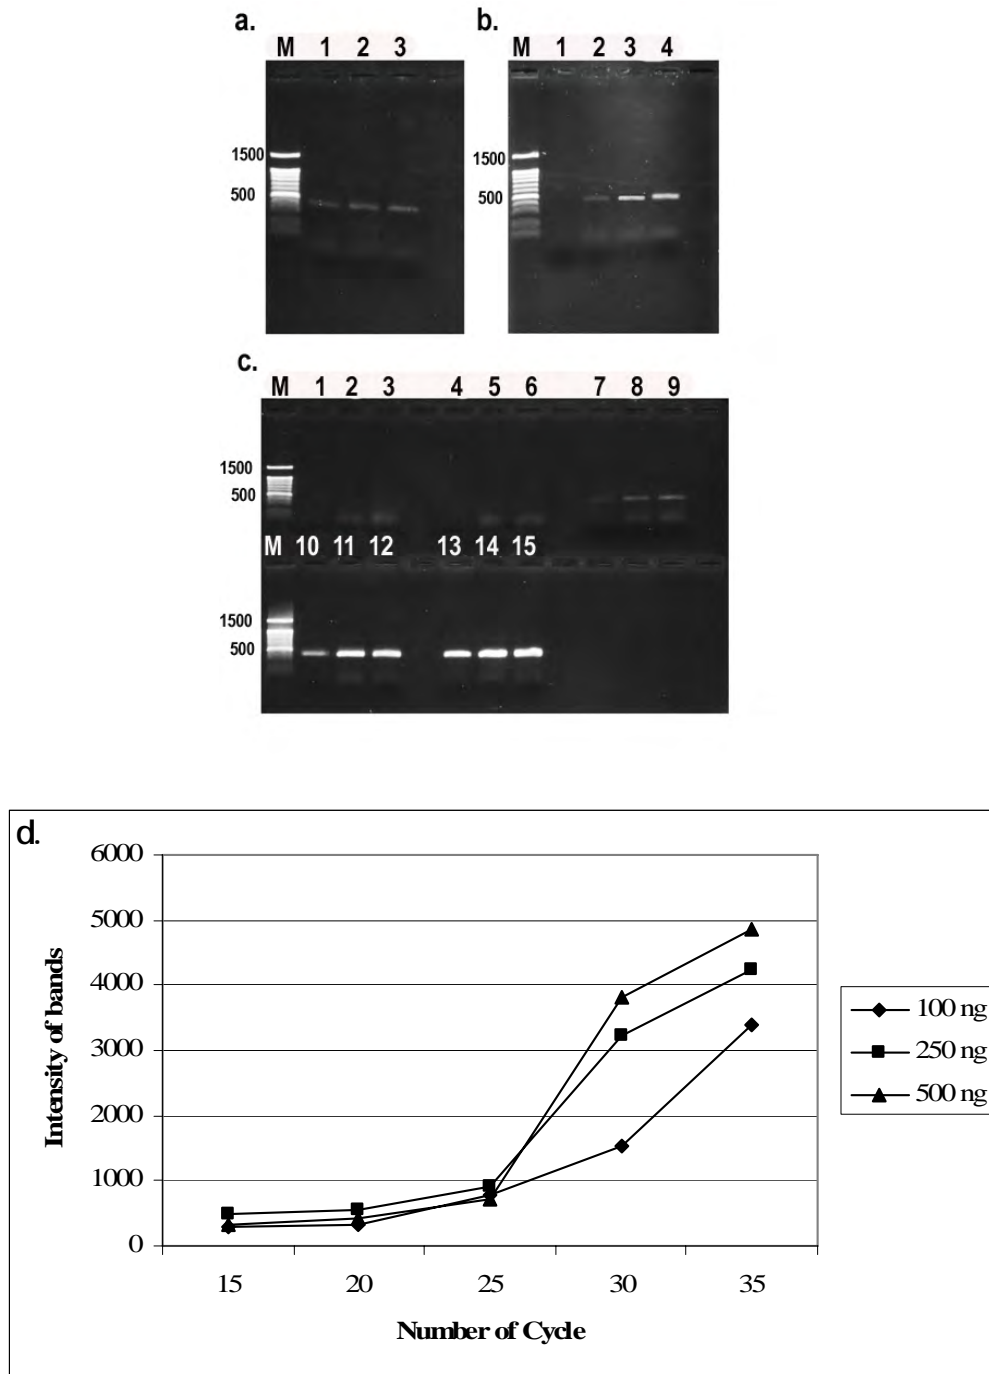 a.
M 1 2 3
1500
500
b.
M 1 2 3 4
1500
500
c.
M 1 2 3 4 5 6 7 8 9
1500
500
M 10 11 12 13 14 15
1500
500
d.
6000
5000
4000
3000
2000
1000
0
Intensity of bands
15 20 25 30 35
Number of Cycle
100 ng
250 ng
500 ng